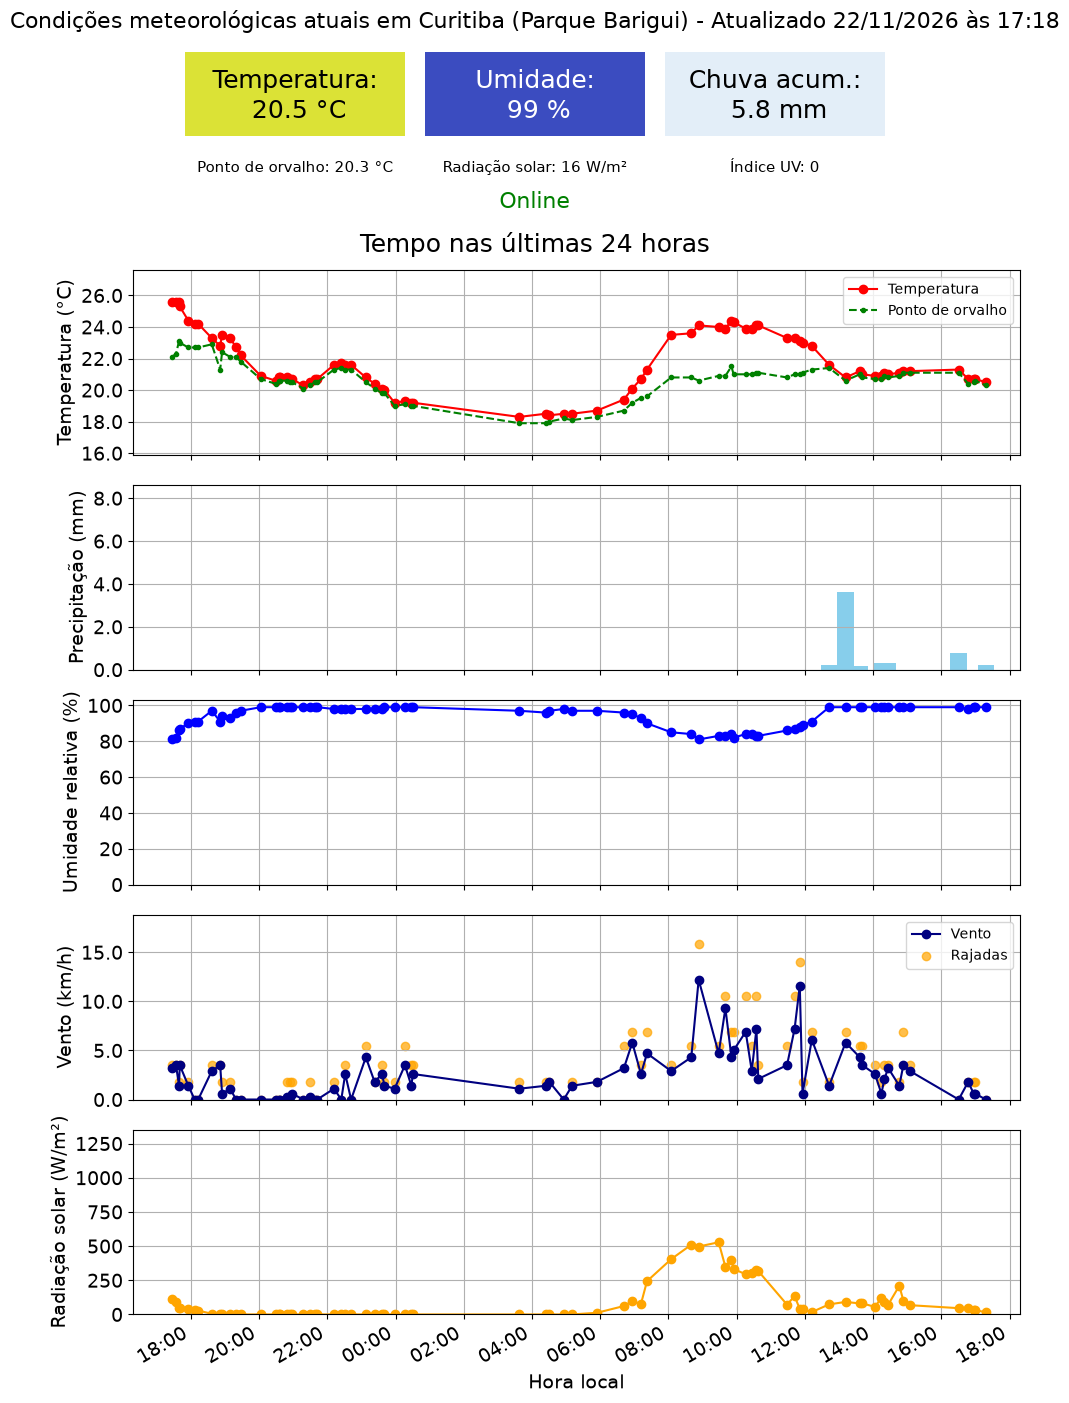 Condições meteorológicas atuais em Curitiba (Parque Barigui) - Atualizado 22/11/2026 às 17:18
Temperatura:
20.5 °C
Umidade:
99 %
Chuva acum.:
5.8 mm
Ponto de orvalho: 20.3 °C
Radiação solar: 16 W/m²
Índice UV: 0
Online
Tempo nas últimas 24 horas
Temperatura (°C)
26.0
24.0
22.0
20.0
18.0
16.0
Temperatura
Ponto de orvalho
Precipitação (mm)
8.0
6.0
4.0
2.0
0.0
Umidade relativa (%)
100
80
60
40
20
0
Vento (km/h)
15.0
10.0
5.0
0.0
Vento
Rajadas
Radiação solar (W/m²)
1250
1000
750
500
250
0
18:00
20:00
22:00
00:00
02:00
04:00
06:00
08:00
10:00
12:00
14:00
16:00
18:00
Hora local